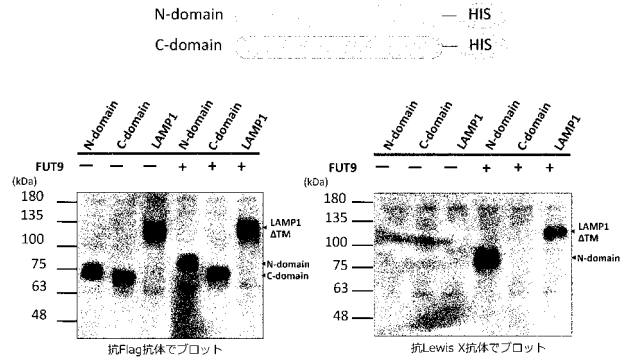 N-domain — HIS
C-domain — HIS
N-domain C-domain LAMP1 N-domain C-domain LAMP1
FUT9 — — — + + +
(kDa)
180
135
100
75
63
48
LAMP1
ΔTM
N-domain
C-domain
抗Flag抗体でブロット
N-domain C-domain LAMP1 N-domain C-domain LAMP1
FUT9 — — — + + +
(kDa)
180
135
100
75
63
48
LAMP1
ΔTM
N-domain
抗Lewis X抗体でブロット